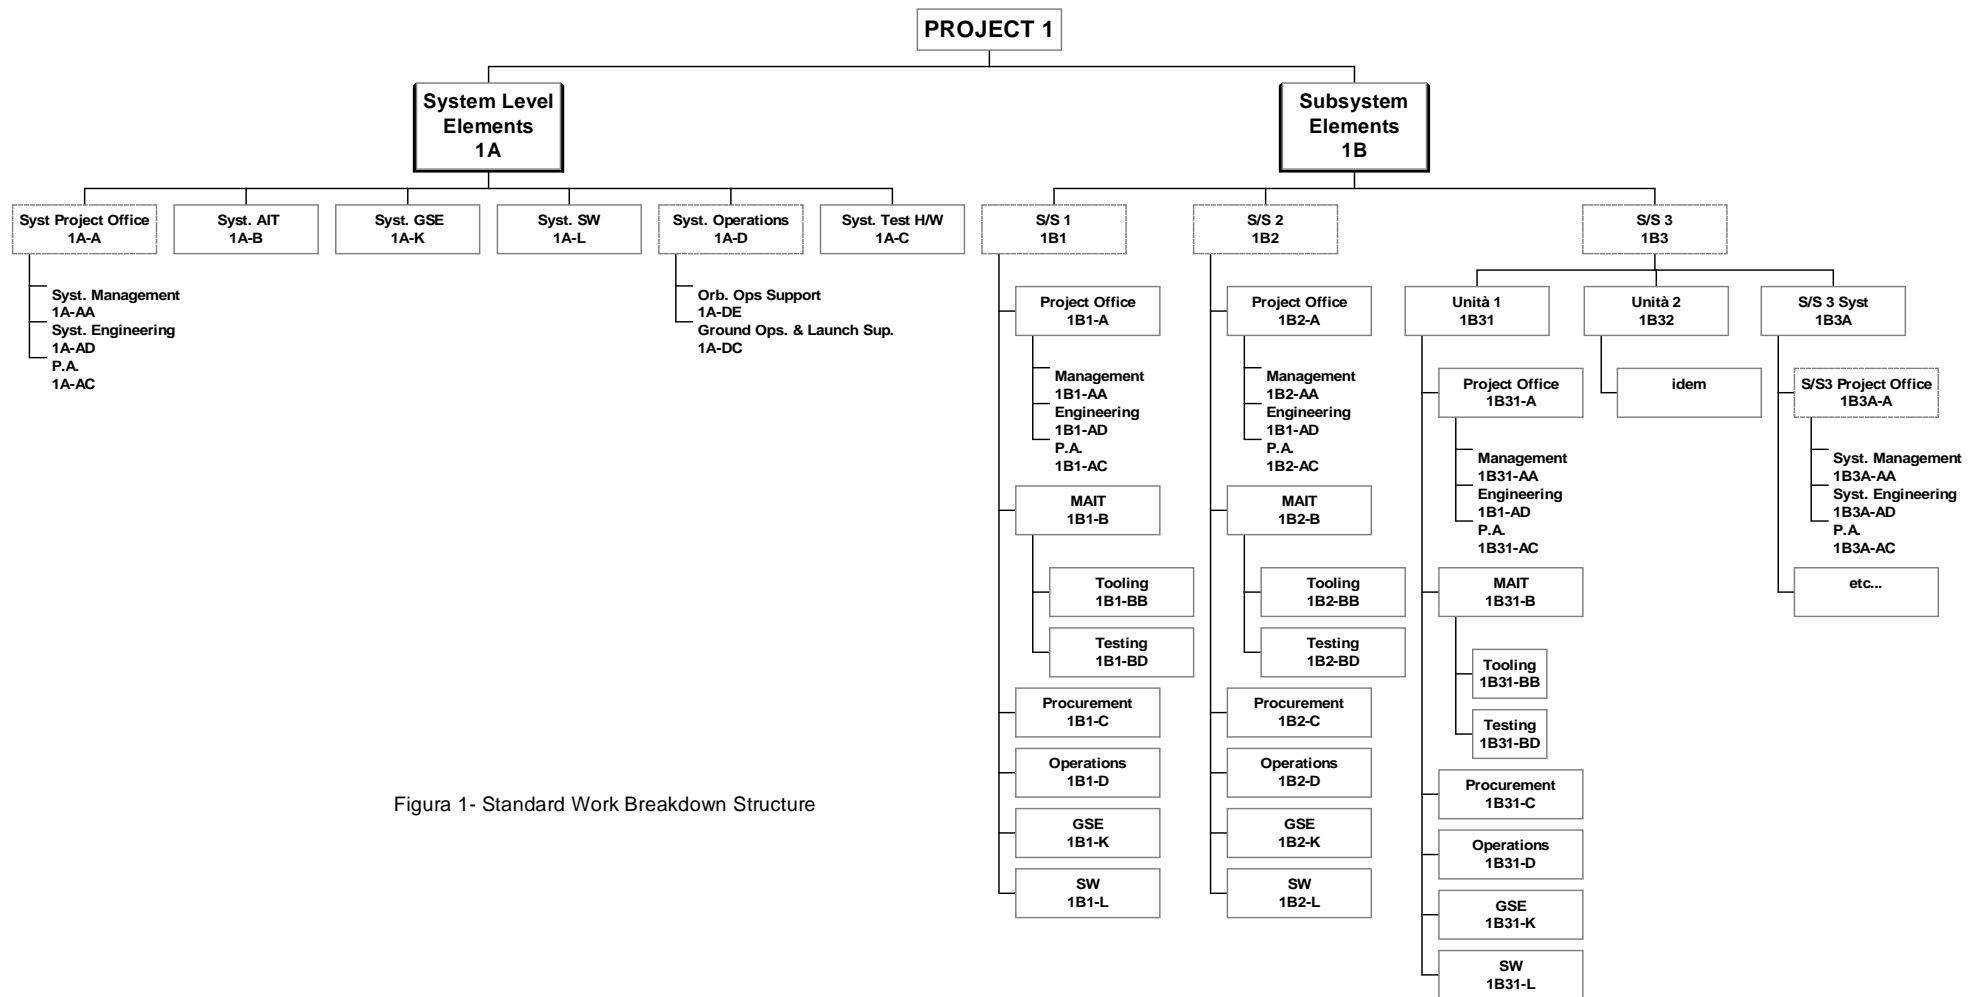 PROJECT 1
System Level
Elements
1A
Subsystem
Elements
1B
Syst Project Office
1A-A
Syst. AIT
1A-B
Syst. GSE
1A-K
Syst. SW
1A-L
Syst. Operations
1A-D
Syst. Test H/W
1A-C
S/S 1
1B1
S/S 2
1B2
S/S 3
1B3
Syst. Management
1A-AA
Syst. Engineering
1A-AD
P.A.
1A-AC
Orb. Ops Support
1A-DE
Ground Ops. & Launch Sup.
1A-DC
Project Office
1B1-A
Management
1B1-AA
Engineering
1B1-AD
P.A.
1B1-AC
MAIT
1B1-B
Tooling
1B1-BB
Testing
1B1-BD
Procurement
1B1-C
Operations
1B1-D
GSE
1B1-K
SW
1B1-L
Project Office
1B2-A
Management
1B2-AA
Engineering
1B1-AD
P.A.
1B2-AC
MAIT
1B2-B
Tooling
1B2-BB
Testing
1B2-BD
Procurement
1B2-C
Operations
1B2-D
GSE
1B2-K
SW
1B2-L
Unità 1
1B31
Project Office
1B31-A
Management
1B31-AA
Engineering
1B1-AD
P.A.
1B31-AC
MAIT
1B31-B
Tooling
1B31-BB
Testing
1B31-BD
Procurement
1B31-C
Operations
1B31-D
GSE
1B31-K
SW
1B31-L
Unità 2
1B32
idem
S/S 3 Syst
1B3A
S/S3 Project Office
1B3A-A
Syst. Management
1B3A-AA
Syst. Engineering
1B3A-AD
P.A.
1B3A-AC
etc...
Figura 1- Standard Work Breakdown Structure